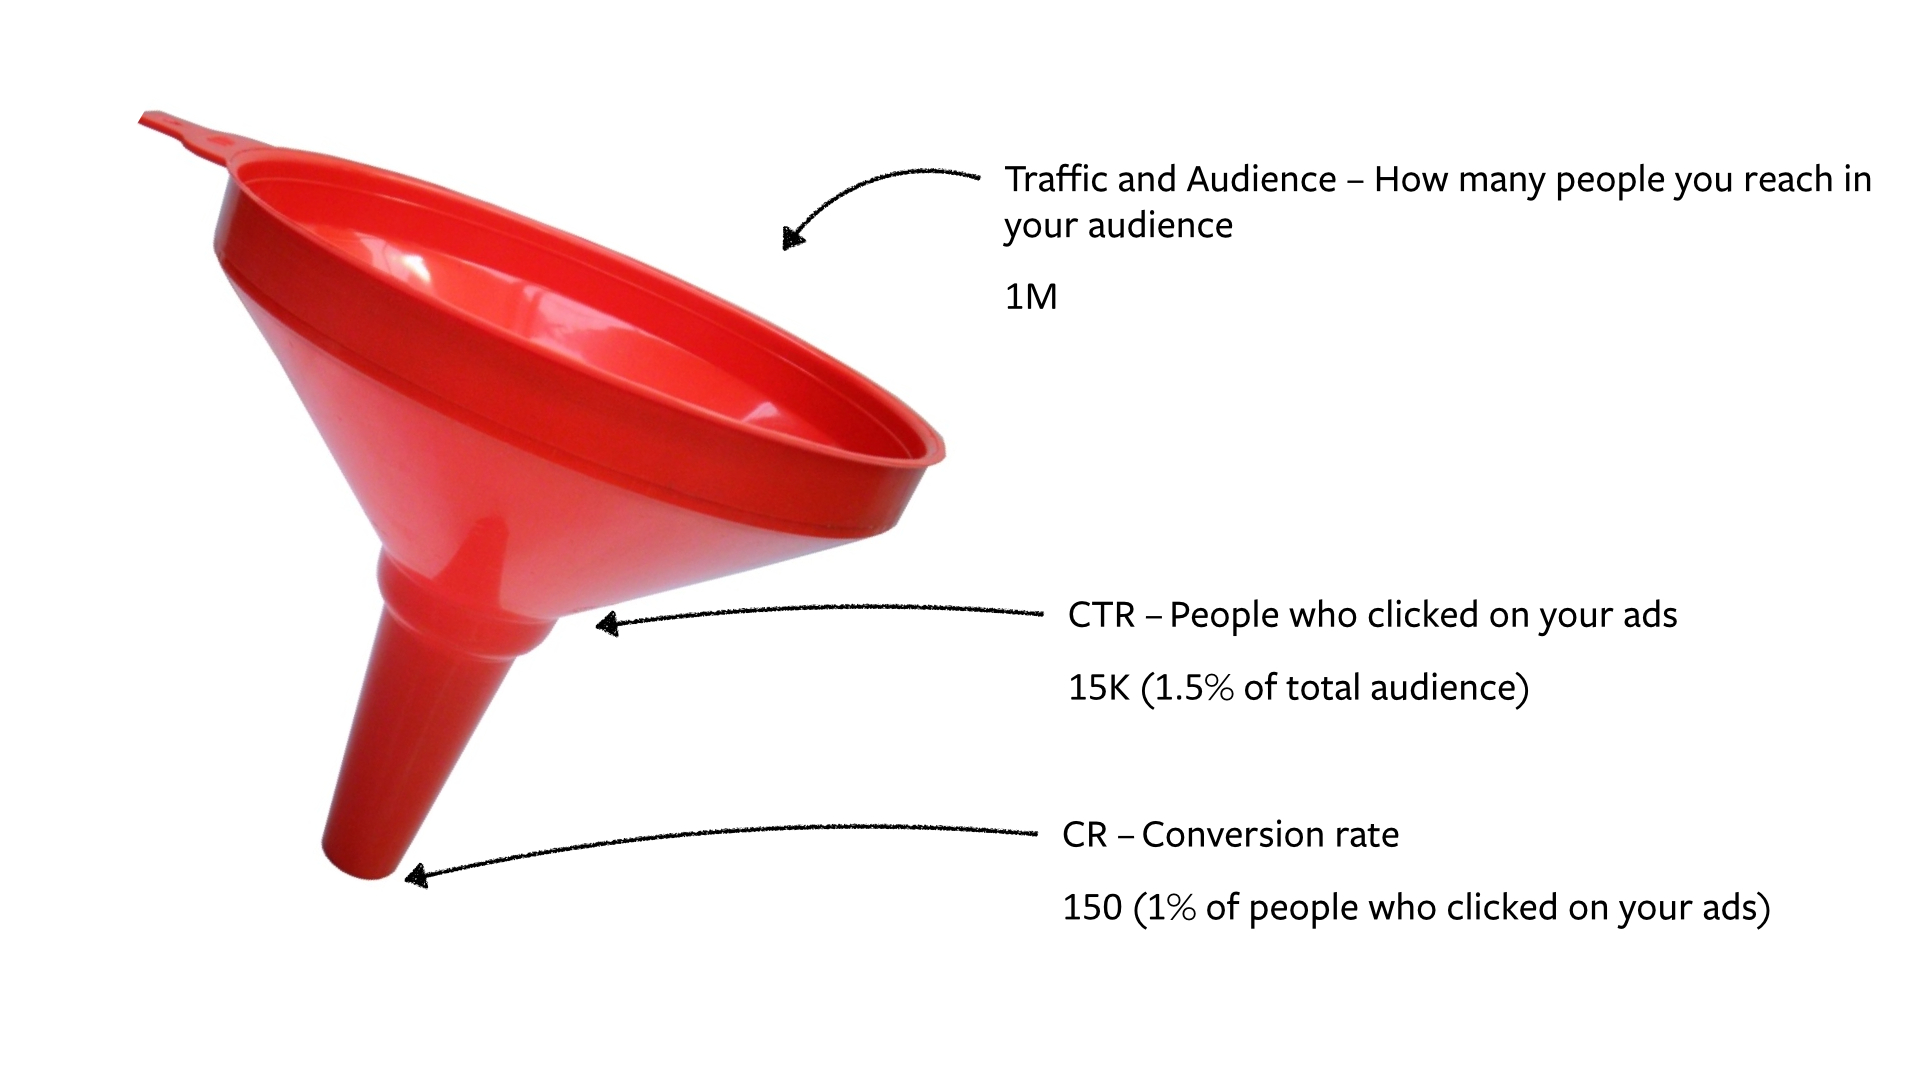 Traffic and Audience – How many people you reach in
your audience
1M
CTR – People who clicked on your ads
15K (1.5% of total audience)
CR – Conversion rate
150 (1% of people who clicked on your ads)